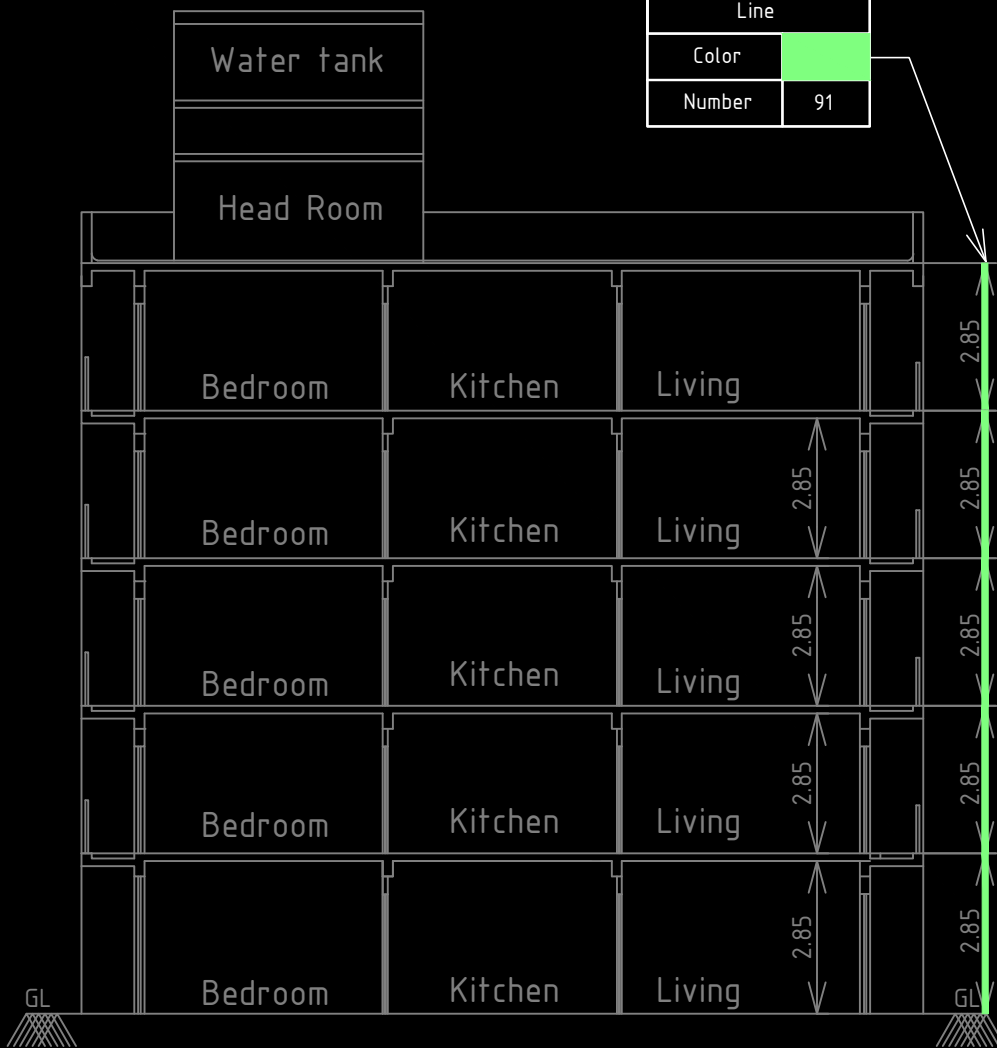 Line
Color
Number 91
Water tank
Head Room
Bedroom Kitchen Living 2.85
Bedroom Kitchen Living 2.85 2.85
Bedroom Kitchen Living 2.85 2.85
Bedroom Kitchen Living 2.85 2.85
Bedroom Kitchen Living 2.85 2.85
GL GL